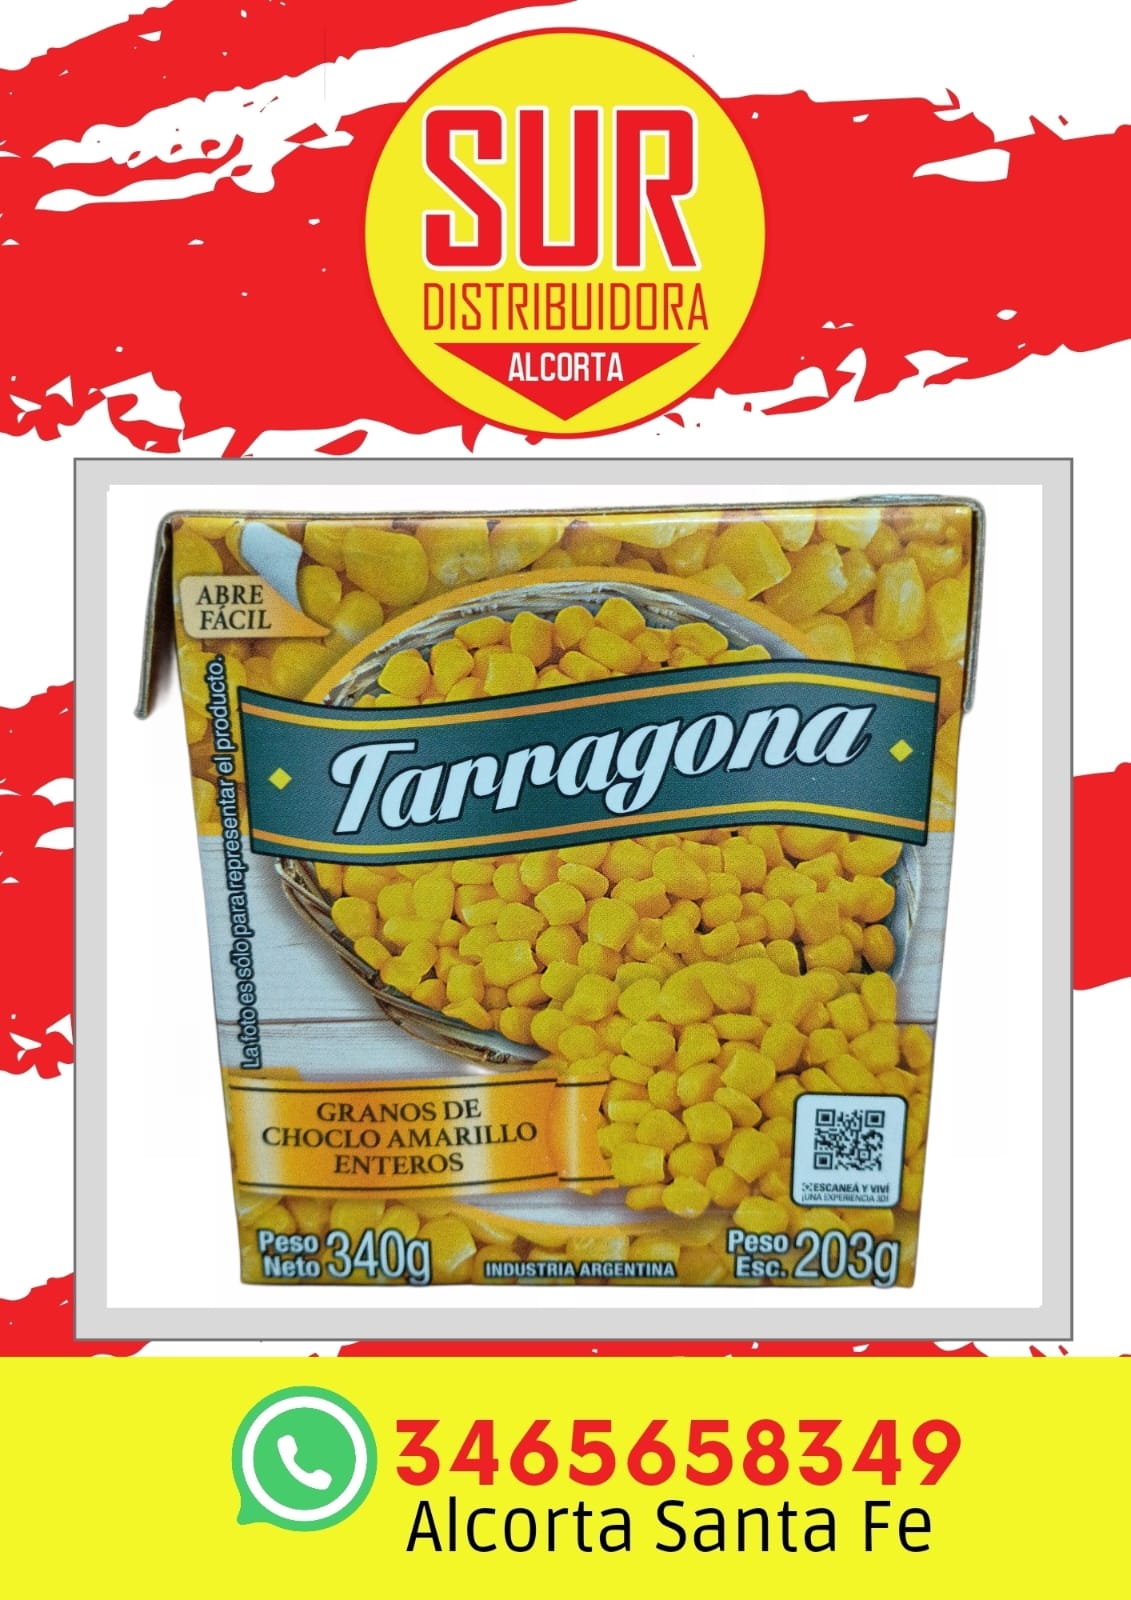 SUR
DISTRIBUIDORA
ALCORTA
ABRE
FÁCIL
La foto es sólo para representar el producto.
Tarragona
GRANOS DE
CHOCLO AMARILLO
ENTEROS
ESCANEÁ Y VIVÍ
¡UNA EXPERIENCIA 3D!
Peso
Neto 340g
INDUSTRIA ARGENTINA
Peso
Esc. 203g
3465658349
Alcorta Santa Fe